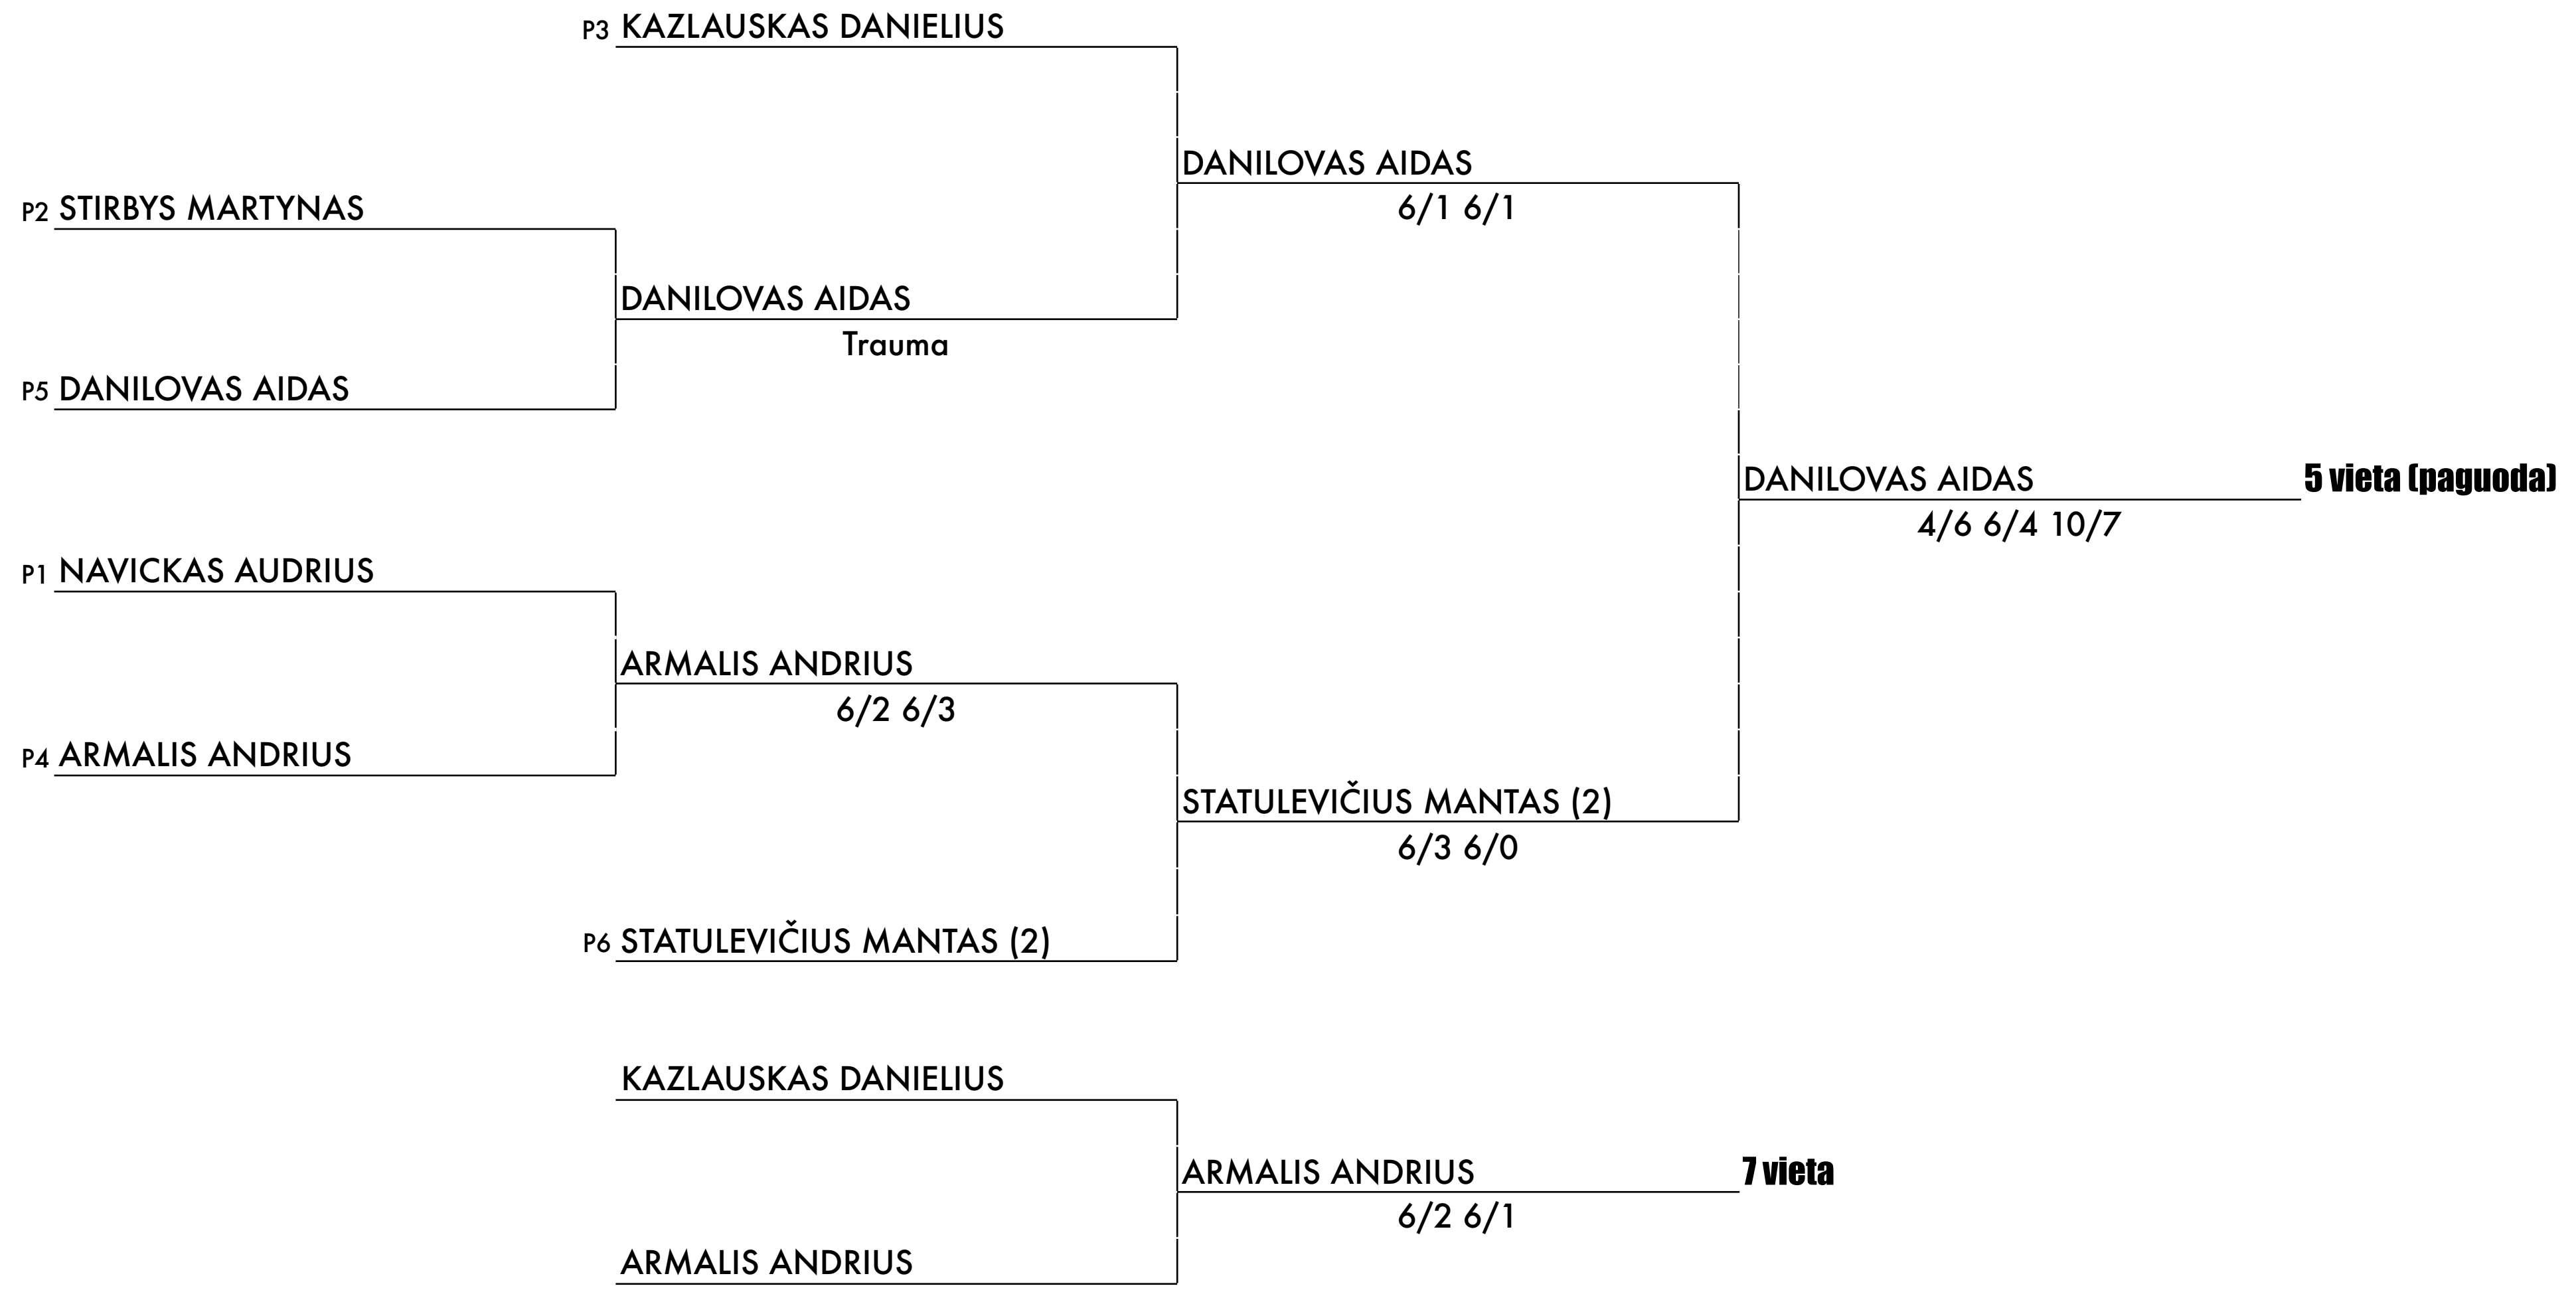 P3 KAZLAUSKAS DANIELIUS
DANILOVAS AIDAS
6/1 6/1
P2 STIRBYS MARTYNAS
DANILOVAS AIDAS
Trauma
P5 DANILOVAS AIDAS
DANILOVAS AIDAS 5 vieta (paguoda)
4/6 6/4 10/7
P1 NAVICKAS AUDRIUS
ARMALIS ANDRIUS
6/2 6/3
P4 ARMALIS ANDRIUS
STATULEVIČIUS MANTAS (2)
6/3 6/0
P6 STATULEVIČIUS MANTAS (2)
KAZLAUSKAS DANIELIUS
ARMALIS ANDRIUS 7 vieta
6/2 6/1
ARMALIS ANDRIUS